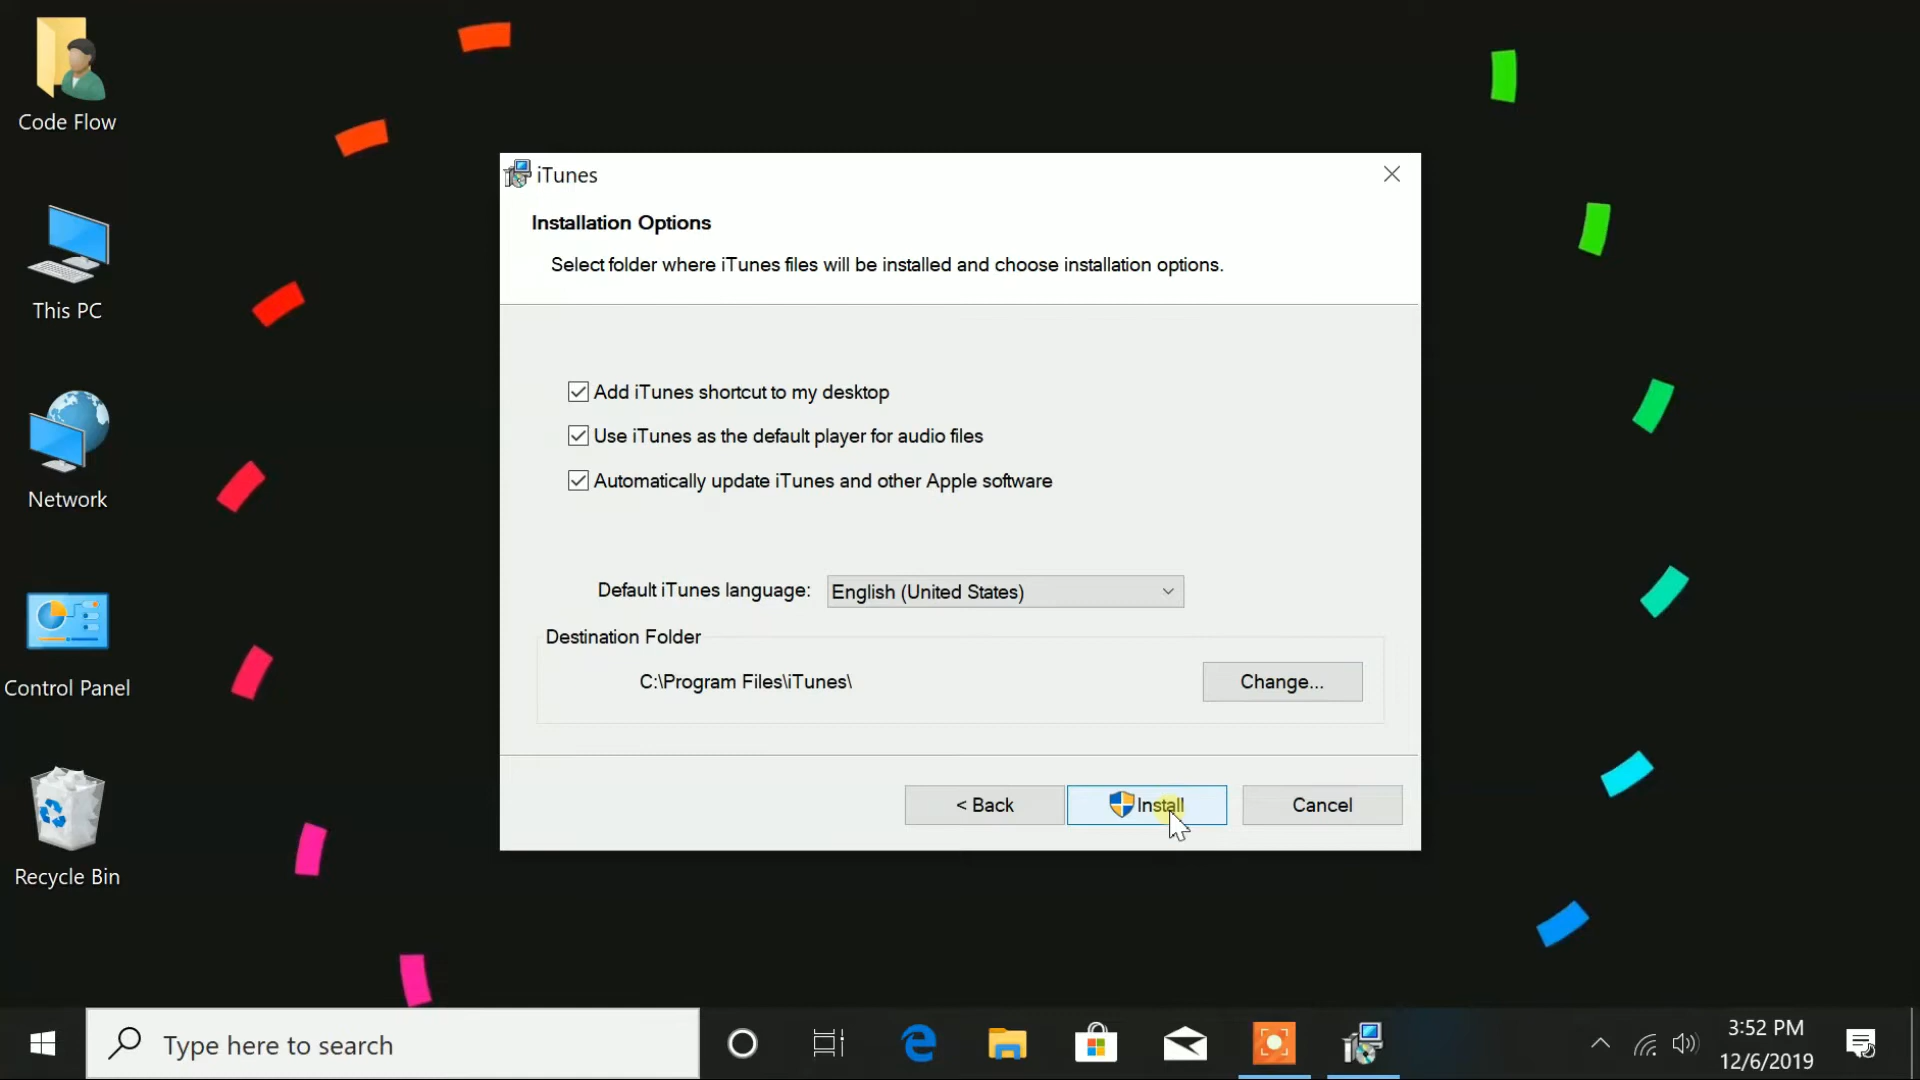 Code Flow
This PC
Network
Control Panel
Recycle Bin
iTunes
Installation Options
Select folder where iTunes files will be installed and choose installation options.
Add iTunes shortcut to my desktop
Use iTunes as the default player for audio files
Automatically update iTunes and other Apple software
Default iTunes language: English (United States)
Destination Folder
C:\Program Files\iTunes\ Change...
< Back Install Cancel
Type here to search
3:52 PM
12/6/2019